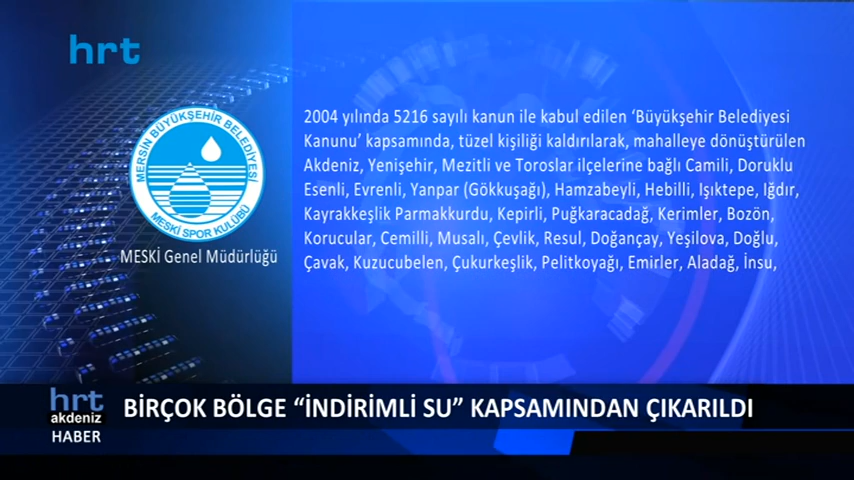 hrt
2004 yılında 5216 sayılı kanun ile kabul edilen ‘Büyükşehir Belediyesi
Kanunu’ kapsamında, tüzel kişiliği kaldırılarak, mahalleye dönüştürülen
Akdeniz, Yenişehir, Mezitli ve Toroslar ilçelerine bağlı Camili, Doruklu
Esenli, Evrenli, Yanpar (Gökkuşağı), Hamzabeyli, Hebilli, Işıktepe, Iğdır,
Kayrakkeşlik Parmakkurdu, Kepirli, Puğkaracadağ, Kerimler, Bozön,
Korucular, Cemilli, Musalı, Çevlik, Resul, Doğançay, Yeşilova, Doğlu,
Çavak, Kuzucubelen, Çukurkeşlik, Pelitkoyağı, Emirler, Aladağ, İnsu,
MERSİN BÜYÜKŞEHİR BELEDİYESİ
MESKİ SPOR KULÜBÜ
MESKİ Genel Müdürlüğü
hrt
akdeniz
HABER
BİRÇOK BÖLGE “İNDİRİMLİ SU” KAPSAMINDAN ÇIKARILDI